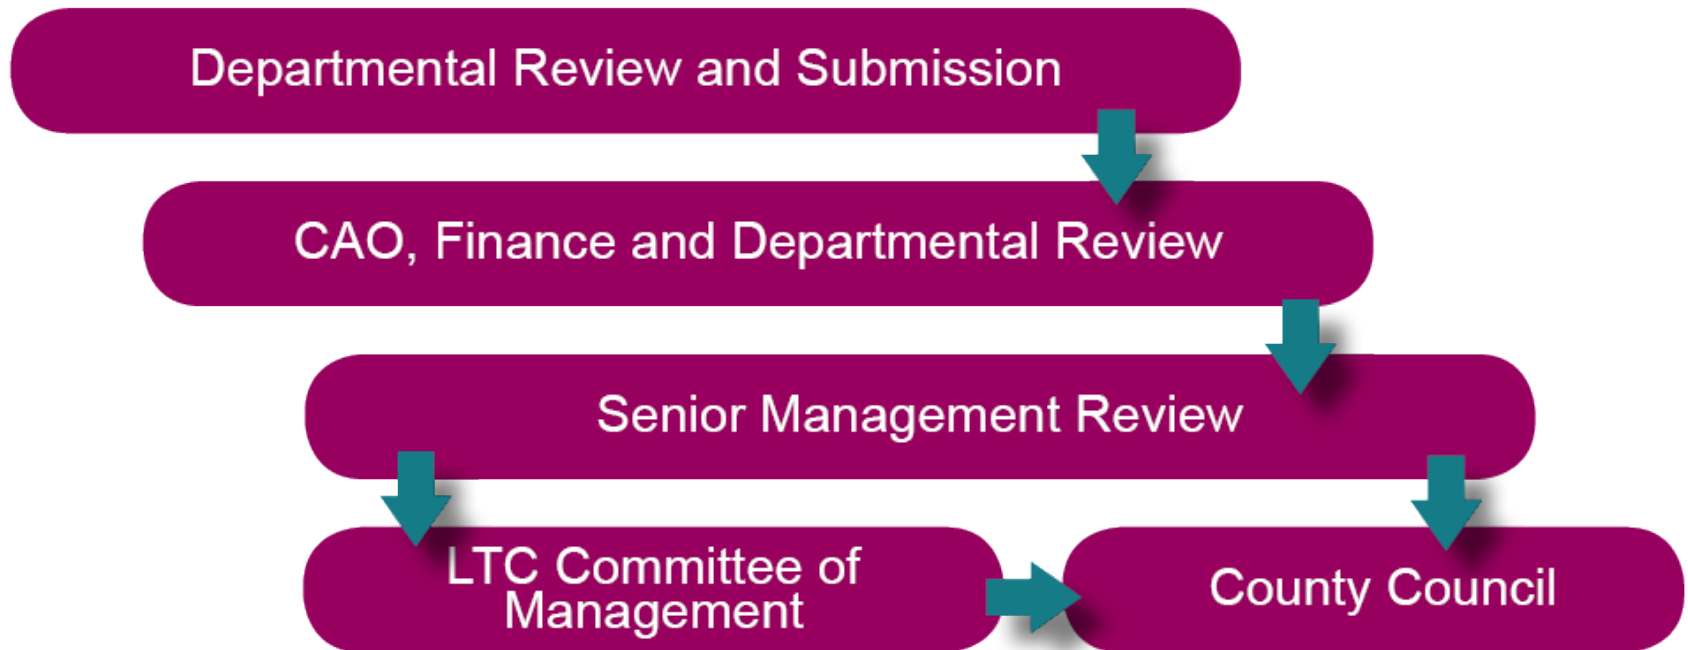 Departmental Review and Submission
CAO, Finance and Departmental Review
Senior Management Review
LTC Committee of
Management
County Council